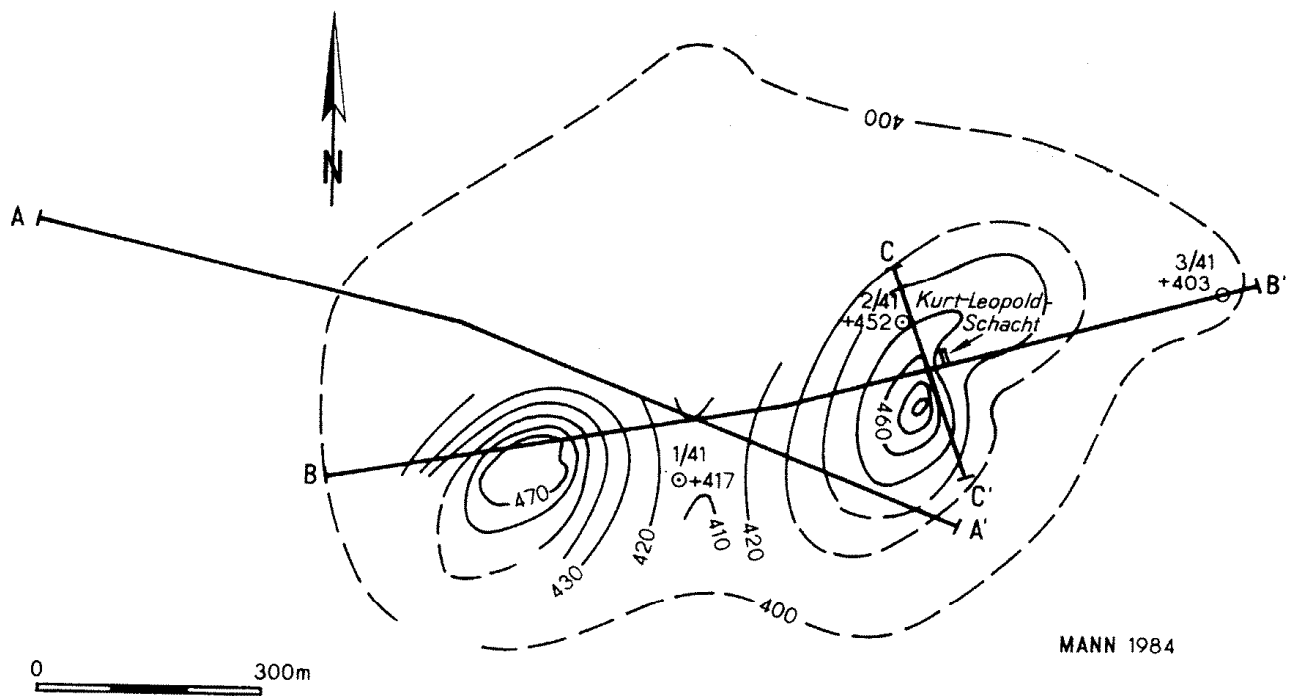 400
N
A
C
3/41
+403
B'
2/41
+452
Kurt-Leopold-
Schacht
460
B
1/41
+417
C'
A'
470
420
410
420
430
400
MANN 1984
0 300m